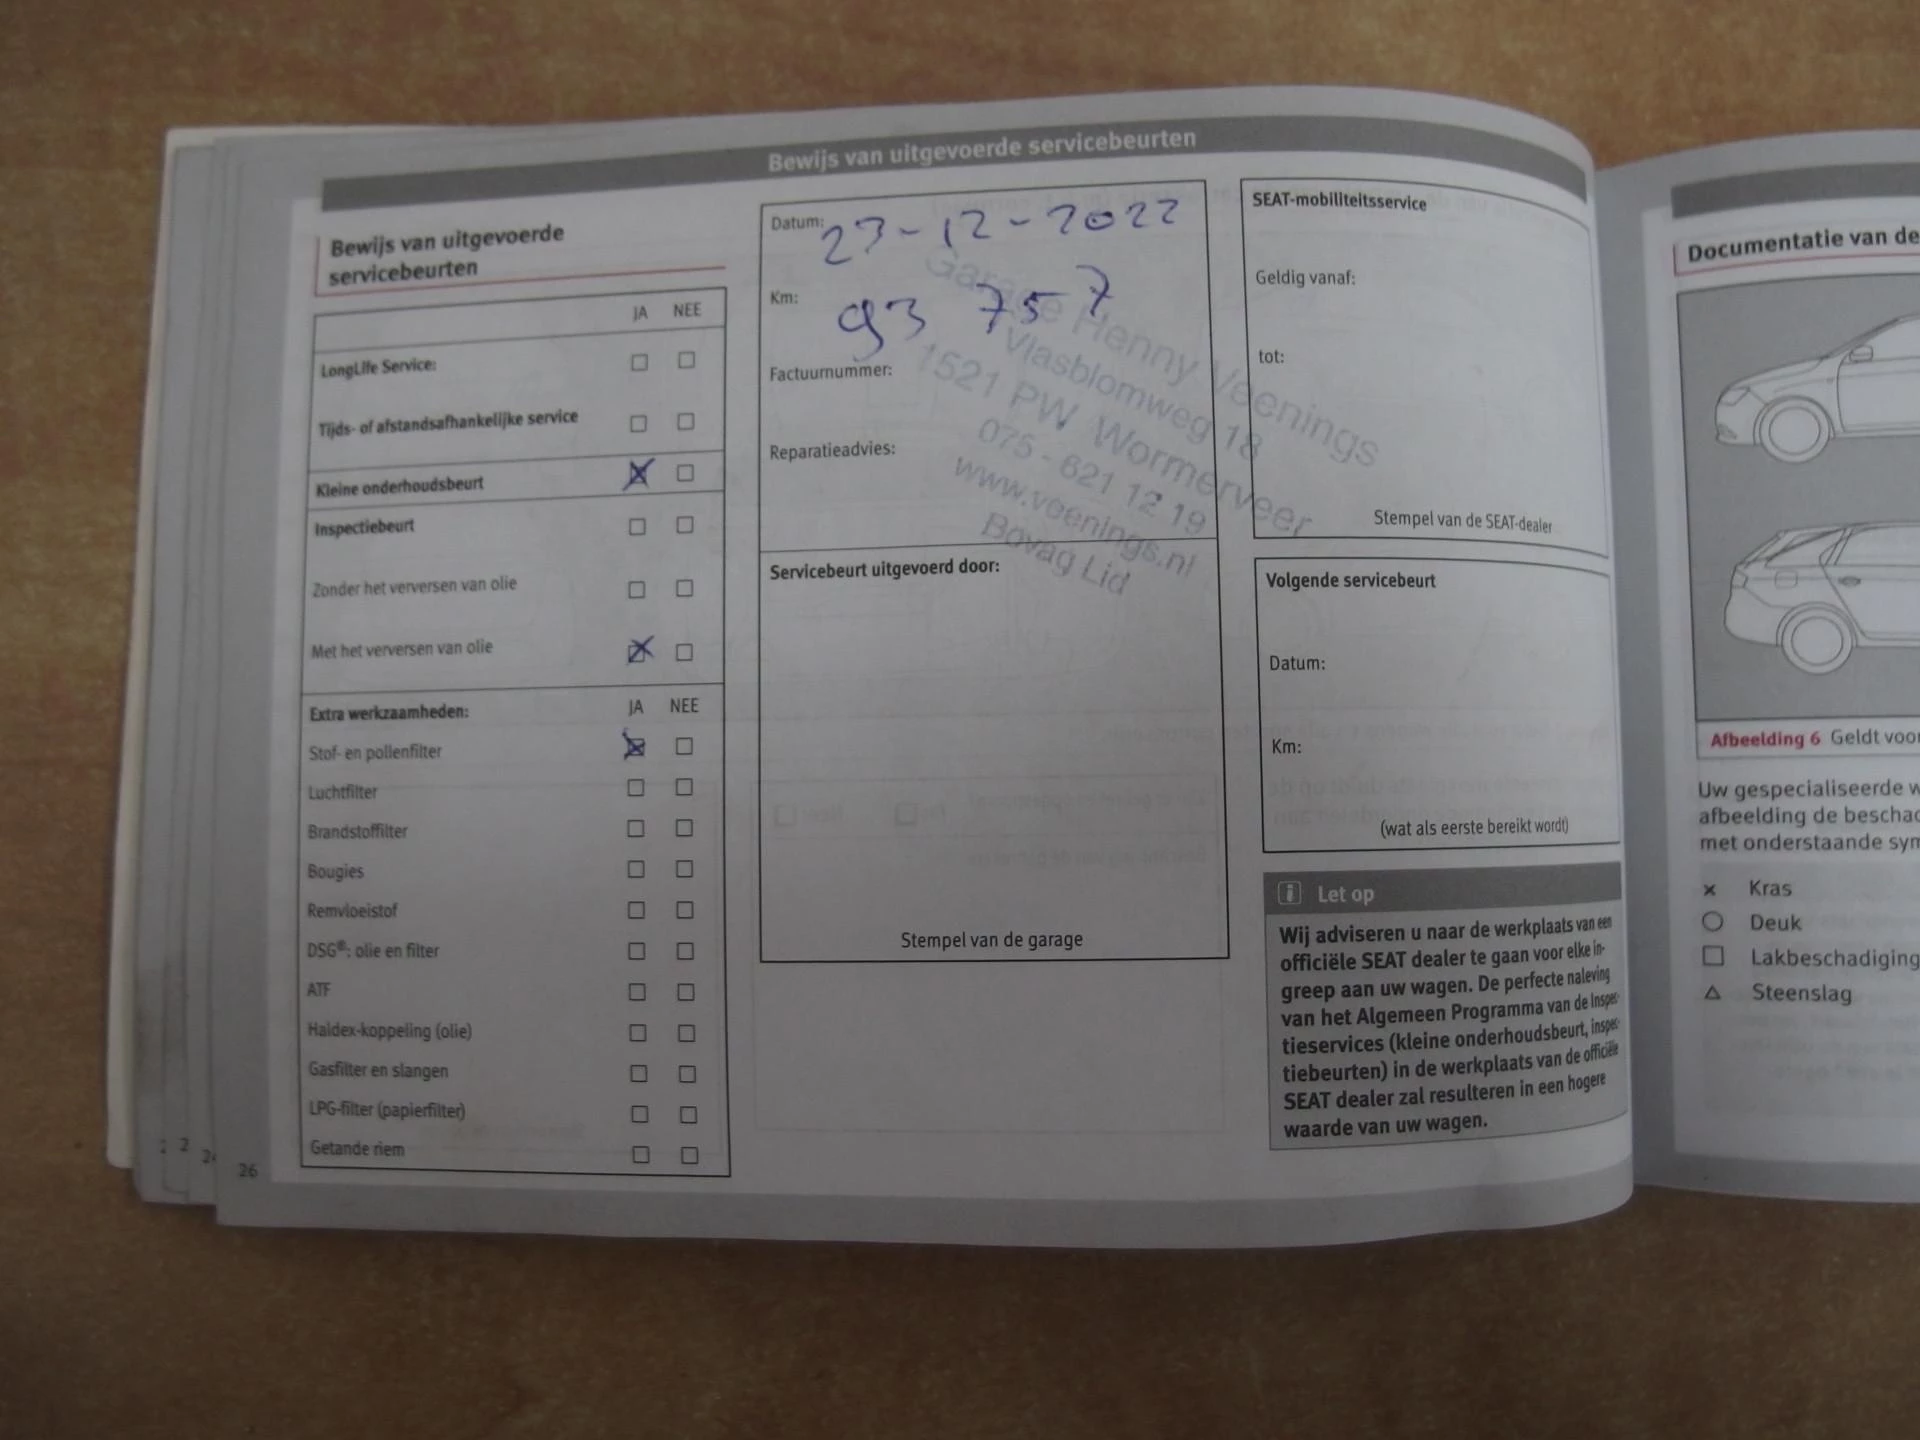 Bewijs van uitgevoerde servicebeurten
Bewijs van uitgevoerde
servicebeurten
JA NEE
LongLife Service:
Tijds- of afstandsafhankelijke service
Kleine onderhoudsbeurt
Inspectiebeurt
Zonder het verversen van olie
Met het verversen van olie
Extra werkzaamheden: JA NEE
Stof- en pollenfilter
Luchtfilter
Brandstoffilter
Bougies
Remvloeistof
DSG®: olie en filter
ATF
Haldex-koppeling (olie)
Gasfilter en slangen
LPG-filter (papierfilter)
Getande riem
26
Datum: 23-12-2022
Km: 93 757
Factuurnummer:
Reparatieadvies:
Garage Henny Veenings
Vlasblomweg 18
1521 PW Wormerveer
075 - 621 12 19
www.veenings.nl
Bovag Lid
Servicebeurt uitgevoerd door:
Stempel van de garage
SEAT-mobiliteitsservice
Geldig vanaf:
tot:
Stempel van de SEAT-dealer
Volgende servicebeurt
Datum:
Km:
(wat als eerste bereikt wordt)
i Let op
Wij adviseren u naar de werkplaats van een
officiële SEAT dealer te gaan voor elke in-
greep aan uw wagen. De perfecte naleving
van het Algemeen Programma van de Inspec-
tieservices (kleine onderhoudsbeurt, inspec-
tiebeurten) in de werkplaats van de officiële
SEAT dealer zal resulteren in een hogere
waarde van uw wagen.
Documentatie van de
Afbeelding 6 Geldt voor
Uw gespecialiseerde
afbeelding de
met onderstaande
Kras
Deuk
Lakbeschadiging
Steenslag